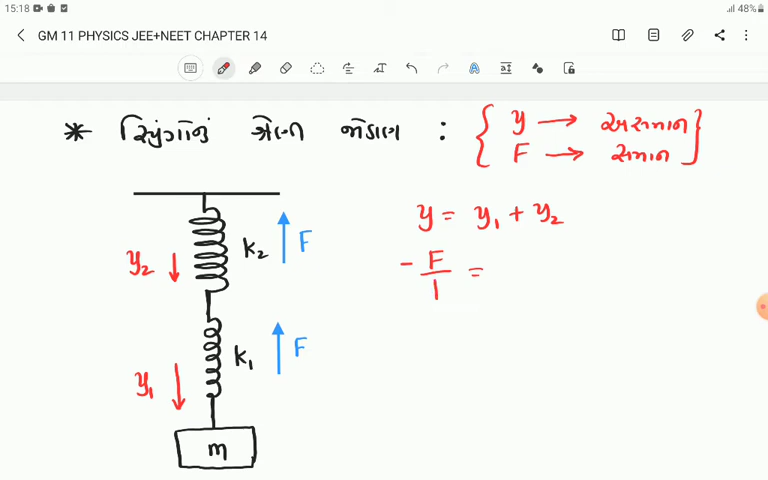 15:18 48%
GM 11 PHYSICS JEE+NEET CHAPTER 14
* સ્પ્રિંગોનું શ્રેણી જોડાણ : { y → અસમાન
F → સમાન }
y = y₁ + y₂
- F/1 =
k₂ F
y₂
k₁ F
y₁
m